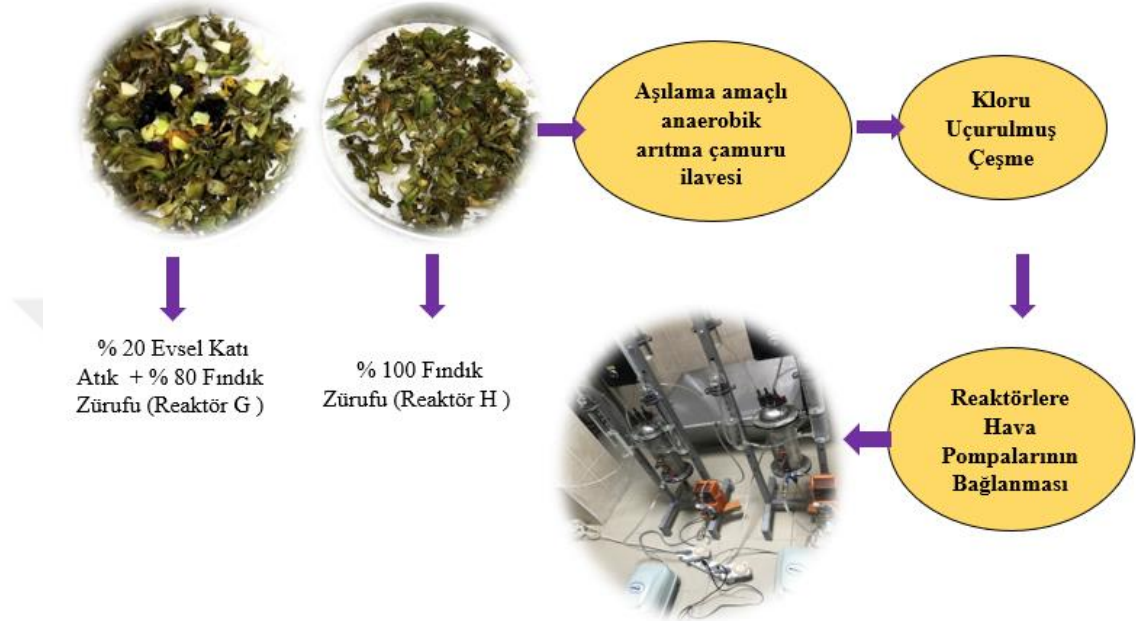 Aşılama amaçlı
anaerobik
arıtma çamuru
ilavesi
Kloru
Uçurulmuş
Çeşme
% 20 Evsel Katı
Atık + % 80 Fındık
Zürufu (Reaktör G )
% 100 Fındık
Zürufu (Reaktör H )
Reaktörlere
Hava
Pompalarının
Bağlanması